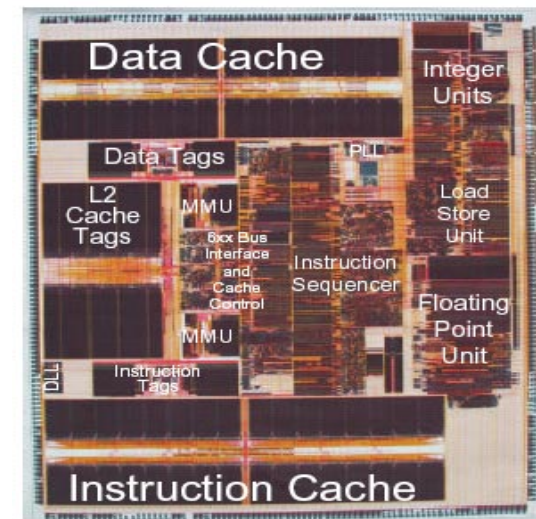 Data Cache
Integer
Units
Data Tags
PLL
L2
Cache
Tags
MMU
Load
Store
Unit
6xx Bus
Interface
and
Cache
Control
Instruction
Sequencer
Floating
Point
Unit
MMU
DLL
Instruction
Tags
Instruction Cache